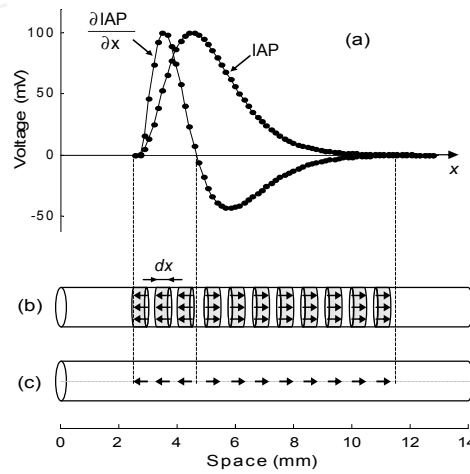 ∂IAP
∂x
(a)
IAP
Voltage (mV)
100
50
0
-50
x
dx
(b)
(c)
0 2 4 6 8 10 12 14
Space (mm)